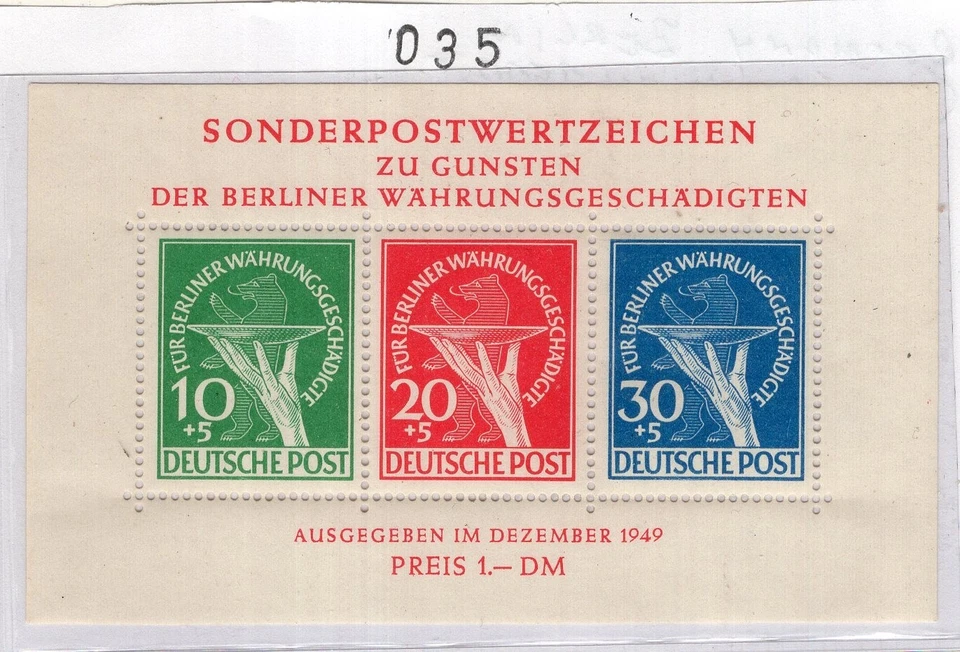 035
SONDERPOSTWERTZEICHEN
ZU GUNSTEN
DER BERLINER WÄHRUNGSGESCHÄDIGTEN
FÜR BERLINER WÄHRUNGSGESCHÄDIGTE
10
+5
DEUTSCHE POST
FÜR BERLINER WÄHRUNGSGESCHÄDIGTE
20
+5
DEUTSCHE POST
FÜR BERLINER WÄHRUNGSGESCHÄDIGTE
30
+5
DEUTSCHE POST
AUSGEGEBEN IM DEZEMBER 1949
PREIS 1.— DM